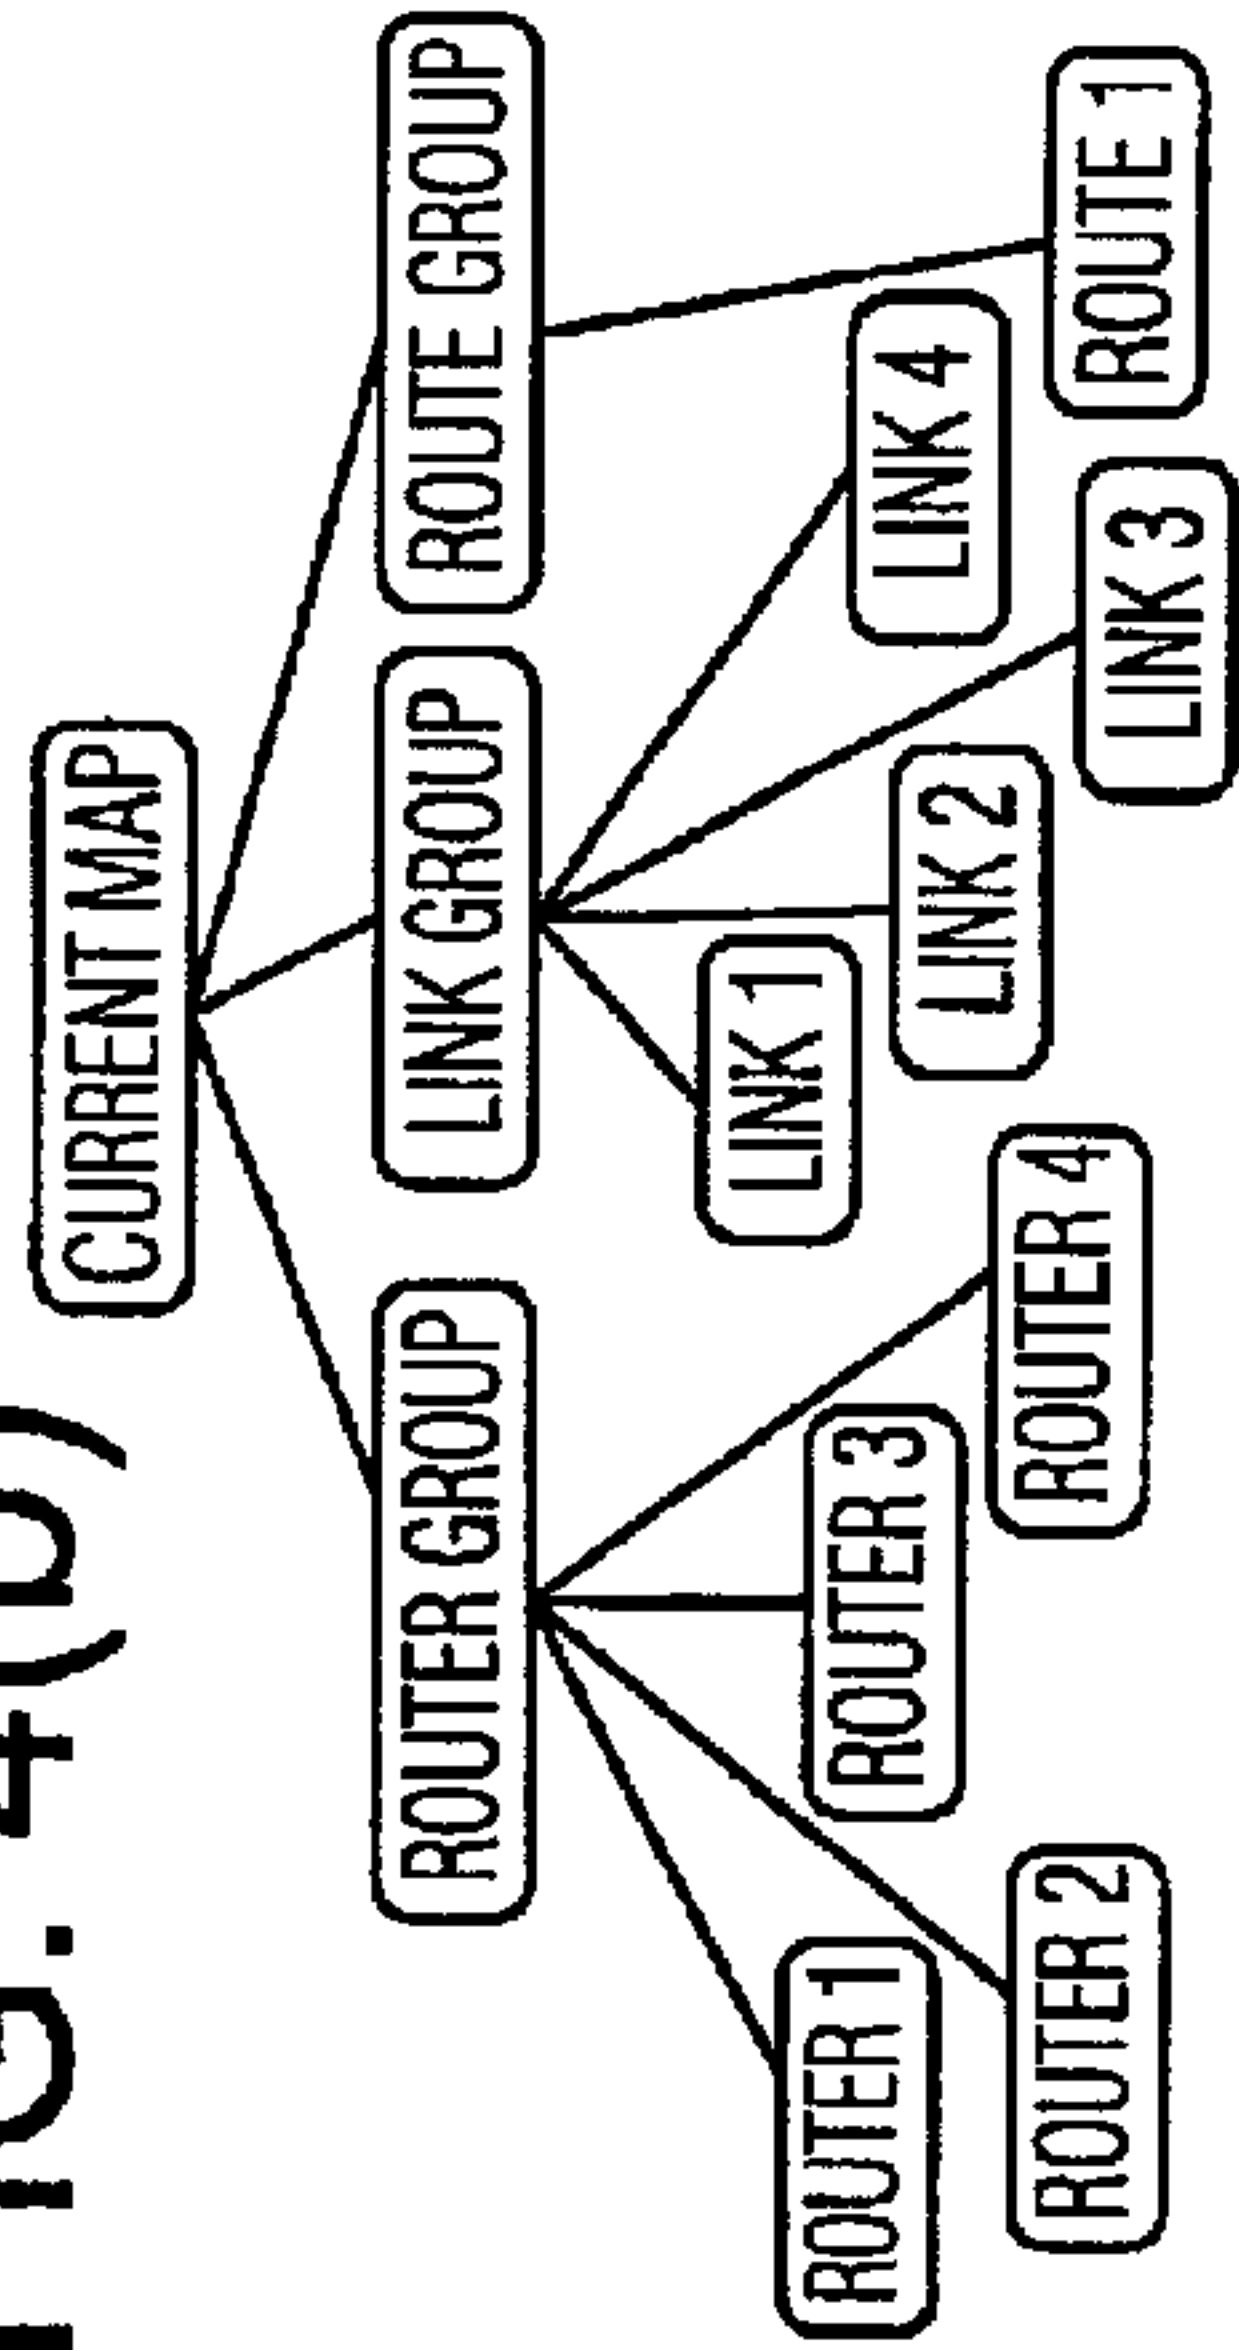 CURRENT MAP
ROUTER GROUP
LINK GROUP
ROUTE GROUP
ROUTER 1
ROUTER 2
ROUTER 3
ROUTER 4
LINK 1
LINK 2
LINK 3
LINK 4
ROUTE 1